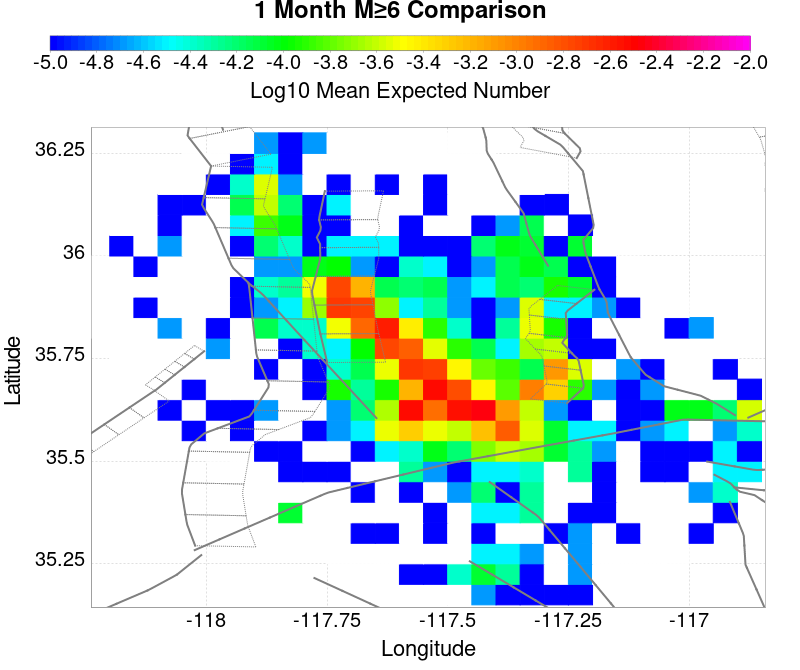 1 Month M≥6 Comparison
-5.0 -4.8 -4.6 -4.4 -4.2 -4.0 -3.8 -3.6 -3.4 -3.2 -3.0 -2.8 -2.6 -2.4 -2.2 -2.0
Log10 Mean Expected Number
36.25
36
35.75
35.5
35.25
Latitude
-118 -117.75 -117.5 -117.25 -117
Longitude